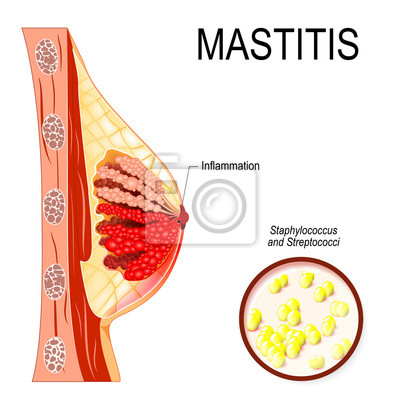 MASTITIS
Inflammation
Staphylococcus
and Streptococci